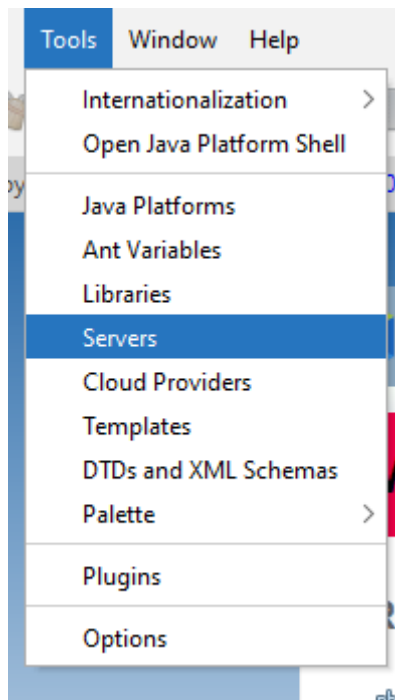 Tools Window Help
Internationalization
Open Java Platform Shell
Java Platforms
Ant Variables
Libraries
Servers
Cloud Providers
Templates
DTDs and XML Schemas
Palette
Plugins
Options